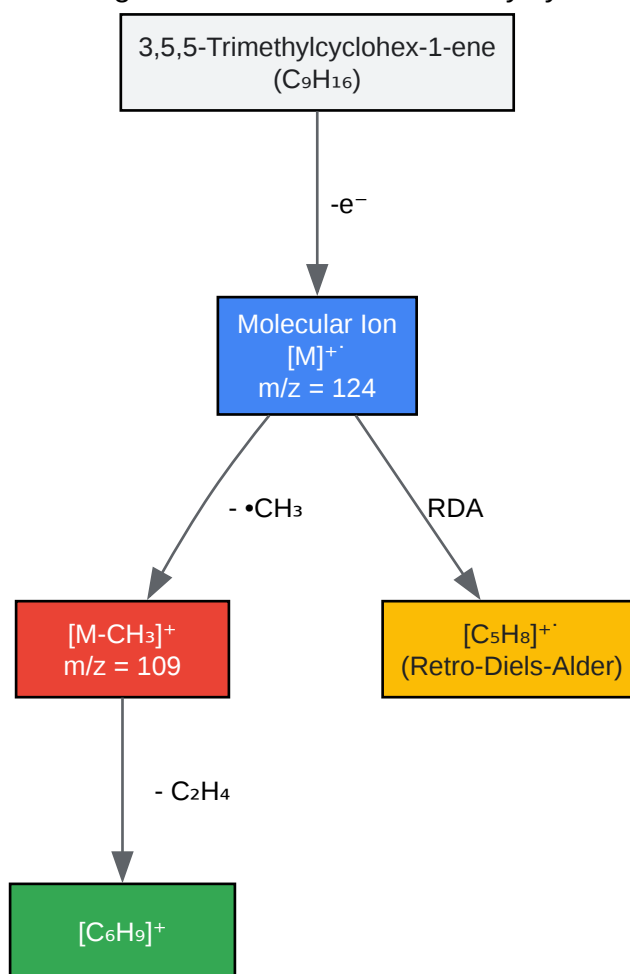 3,5,5-Trimethylcyclohex-1-ene
(C₉H₁₆)
-e⁻
Molecular Ion
[M]⁺˙
m/z = 124
- •CH₃
RDA
[M-CH₃]⁺
m/z = 109
[C₅H₈]⁺˙
(Retro-Diels-Alder)
- C₂H₄
[C₆H₉]⁺